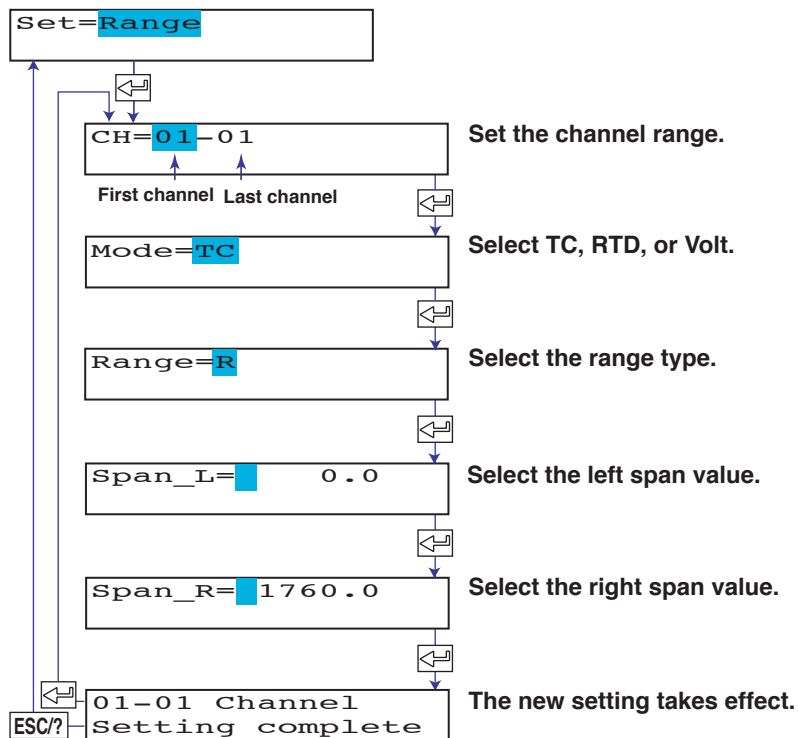 Set=Range
CH=01-01
Set the channel range.
First channel Last channel
Mode=TC
Select TC, RTD, or Volt.
Range=R
Select the range type.
Span_L= 0.0
Select the left span value.
Span_R= 1760.0
Select the right span value.
01-01 Channel
The new setting takes effect.
ESC/?
Setting complete